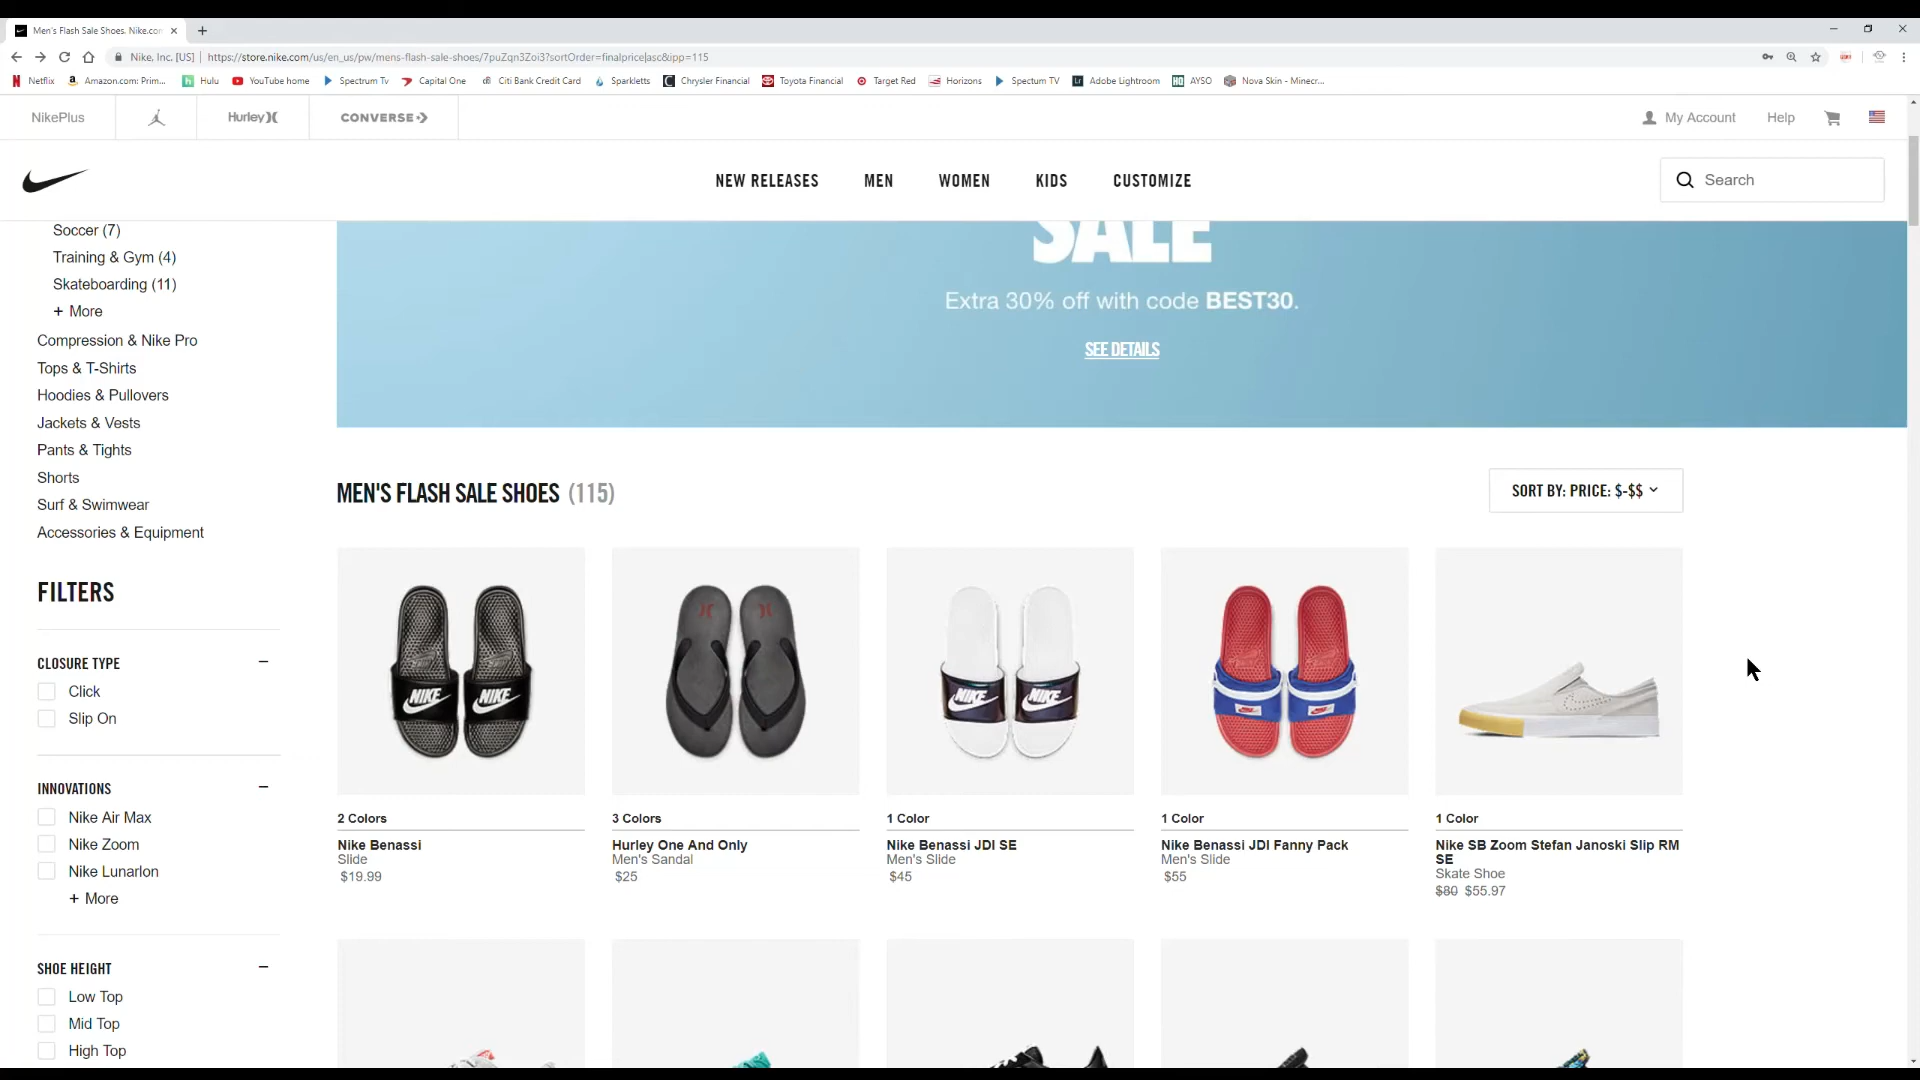 Men's Flash Sale Shoes. Nike.com
Nike, Inc. [US] | https://store.nike.com/us/en_us/pw/mens-flash-sale-shoes/7puZqn3Zoi3?sortOrder=finalprice|asc&ipp=115
Netflix Amazon.com: Prim... Hulu YouTube home Spectrum Tv Capital One Citi Bank Credit Card Sparkletts Chrysler Financial Toyota Financial Target Red Horizons Spectum TV Adobe Lightroom AYSO Nova Skin - Minecr...
NikePlus Hurley CONVERSE My Account Help
NEW RELEASES MEN WOMEN KIDS CUSTOMIZE Search
Soccer (7)
Training & Gym (4)
Skateboarding (11)
+ More
Compression & Nike Pro
Tops & T-Shirts
Hoodies & Pullovers
Jackets & Vests
Pants & Tights
Shorts
Surf & Swimwear
Accessories & Equipment
FILTERS
CLOSURE TYPE
Click
Slip On
INNOVATIONS
Nike Air Max
Nike Zoom
Nike Lunarlon
+ More
SHOE HEIGHT
Low Top
Mid Top
High Top
SALE
Extra 30% off with code BEST30.
SEE DETAILS
MEN'S FLASH SALE SHOES (115)
SORT BY: PRICE: $-$$
NIKE NIKE
NIKE NIKE
2 Colors
Nike Benassi
Slide
$19.99
3 Colors
Hurley One And Only
Men's Sandal
$25
1 Color
Nike Benassi JDI SE
Men's Slide
$45
1 Color
Nike Benassi JDI Fanny Pack
Men's Slide
$55
1 Color
Nike SB Zoom Stefan Janoski Slip RM
SE
Skate Shoe
$80 $55.97